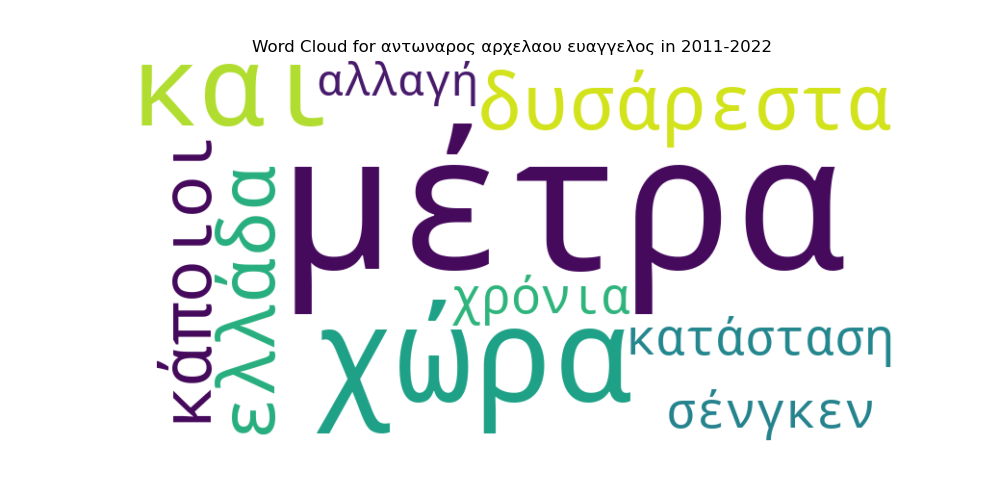 Word Cloud for αντωναρος αρχελαου ευαγγελος in 2011-2022
και
αλλαγή
δυσάρεστα
κάποιοι
ελλάδα
μέτρα
χρόνια
χώρα
κατάσταση
σένγκεν